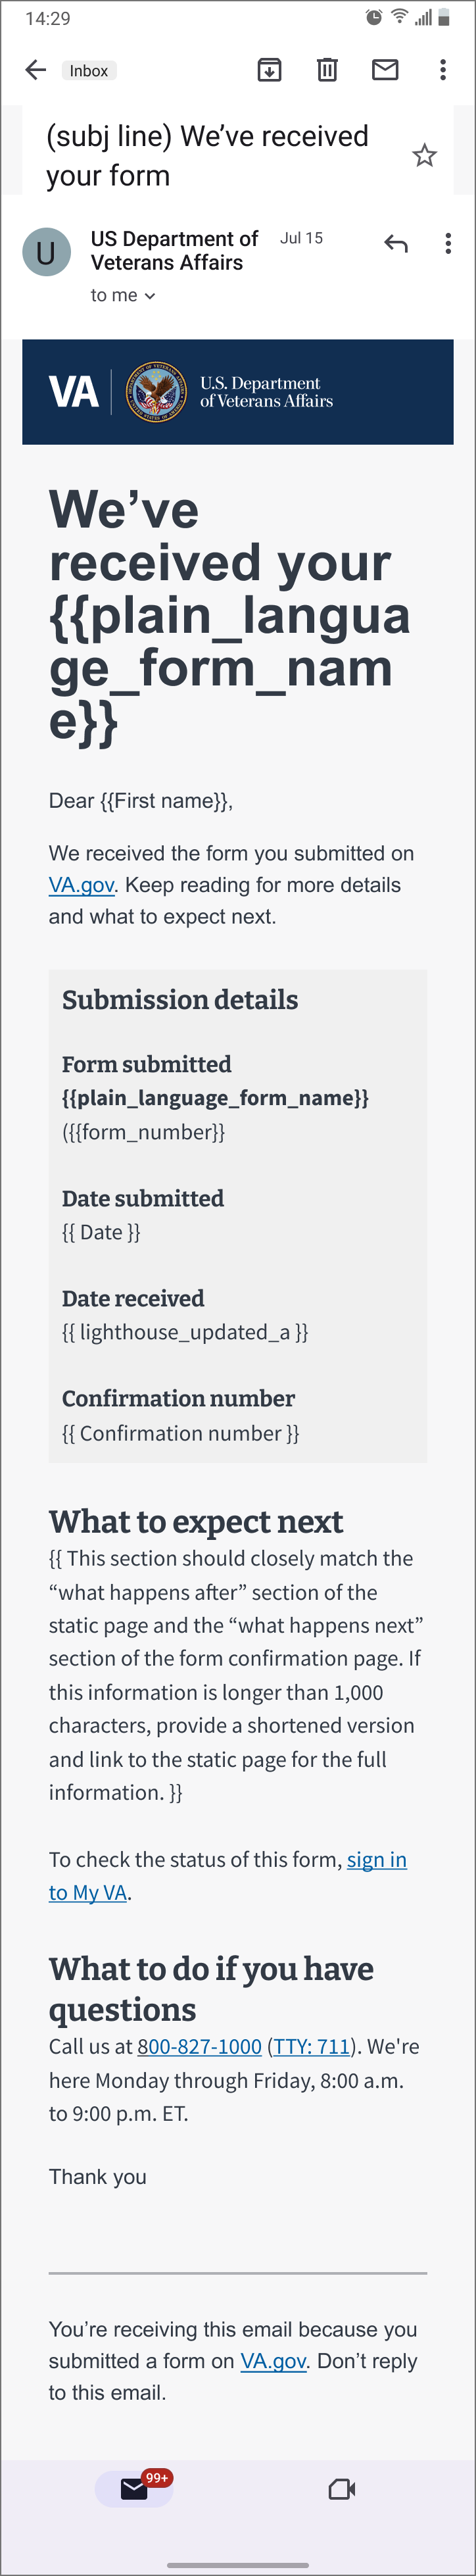 14:29
Inbox
(subj line) We’ve received
your form
U
US Department of
Veterans Affairs
Jul 15
to me
VA
U.S. Department
of Veterans Affairs
We’ve
received your
{{plain_langua
ge_form_nam
e}}
Dear {{First name}},
We received the form you submitted on
VA.gov. Keep reading for more details
and what to expect next.
Submission details
Form submitted
{{plain_language_form_name}}
({{form_number}}
Date submitted
{{ Date }}
Date received
{{ lighthouse_updated_a }}
Confirmation number
{{ Confirmation number }}
What to expect next
{{ This section should closely match the
“what happens after” section of the
static page and the “what happens next”
section of the form confirmation page. If
this information is longer than 1,000
characters, provide a shortened version
and link to the static page for the full
information. }}
To check the status of this form, sign in
to My VA.
What to do if you have
questions
Call us at 800-827-1000 (TTY: 711). We're
here Monday through Friday, 8:00 a.m.
to 9:00 p.m. ET.
Thank you
You’re receiving this email because you
submitted a form on VA.gov. Don’t reply
to this email.
99+